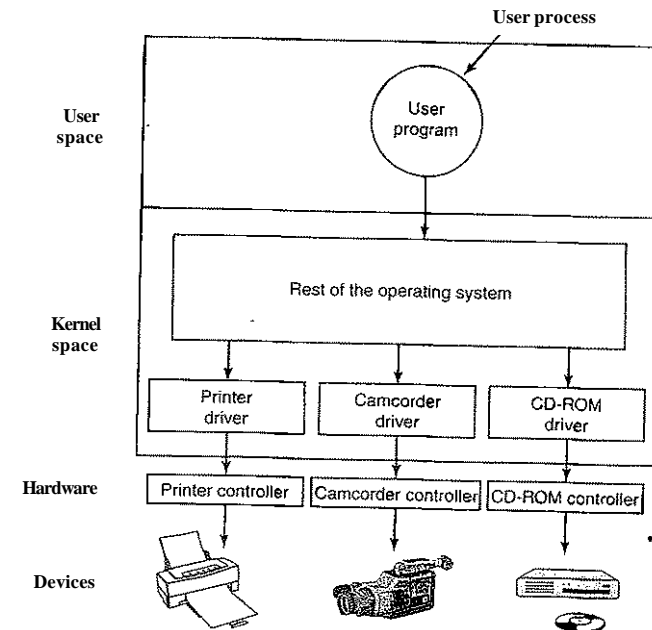 User process
User
space
User
program
Rest of the operating system
Kernel
space
Printer
driver
Camcorder
driver
CD-ROM
driver
Hardware
Printer controller
Camcorder controller
CD-ROM controller
Devices